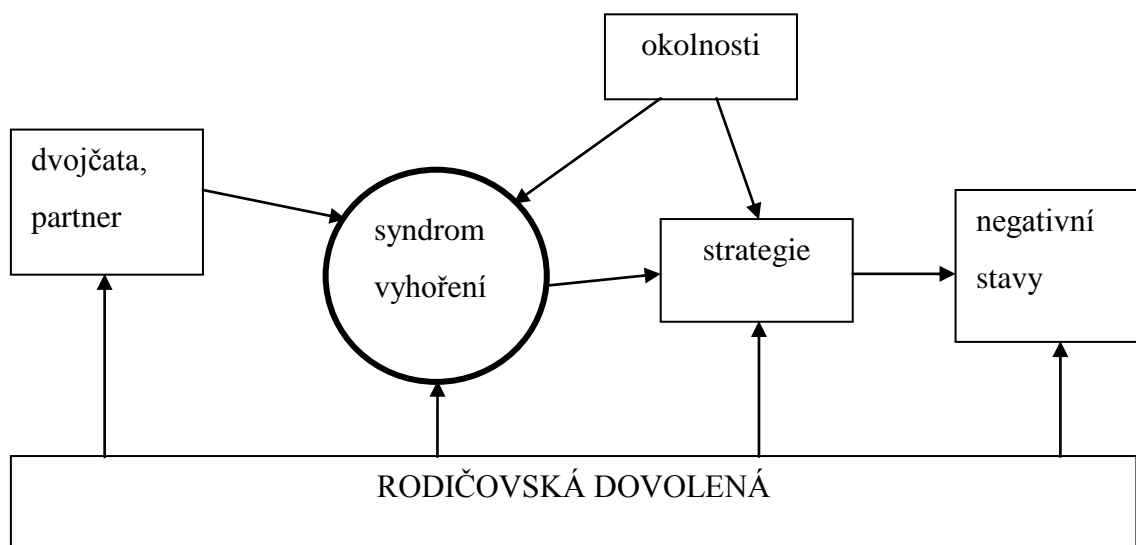 okolnosti
dvojčata,
partner
syndrom
vyhoření
strategie
negativní
stavy
RODIČOVSKÁ DOVOLENÁ